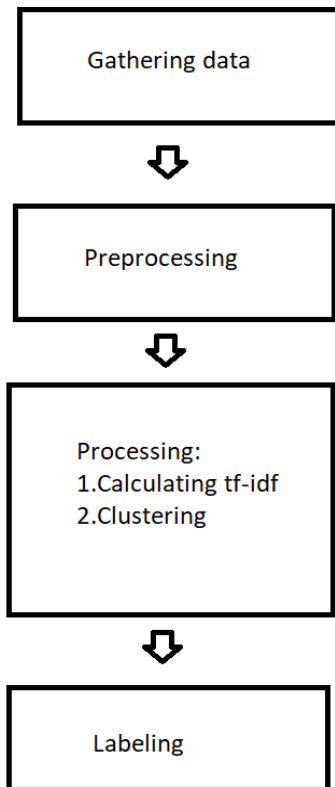 Gathering data
Preprocessing
Processing:
1.Calculating tf-idf
2.Clustering
Labeling